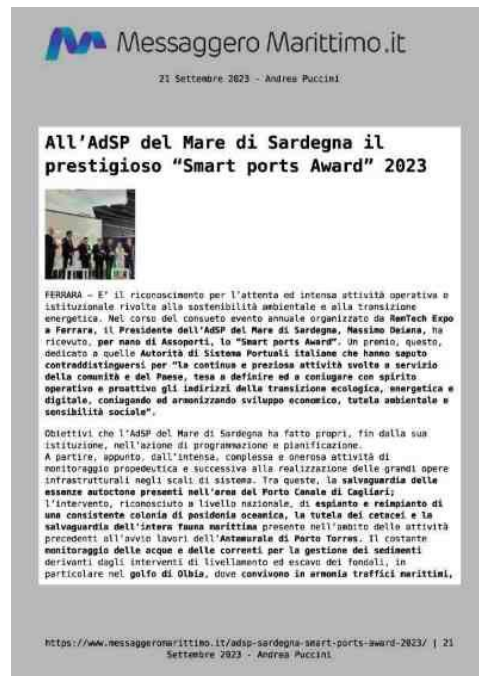 Messaggero Marittimo.it
21 Settembre 2023 - Andrea Puccini
All'AdSP del Mare di Sardegna il
prestigioso “Smart ports Award” 2023
FERRARA – E' il riconoscimento per l'attenta ed intensa attività operativa e
istituzionale rivolta alla sostenibilità ambientale e alla transizione
energetica. Nel corso del consueto evento annuale organizzato da RemTech Expo
a Ferrara, il Presidente dell'AdSP del Mare di Sardegna, Massimo Deiana, ha
ricevuto, per mano di Assoporti, lo “Smart ports Award”. Un premio, questo,
dedicato a quelle Autorità di Sistema Portuali italiane che hanno saputo
contraddistinguersi per “la continua e preziosa attività svolta a servizio
della comunità e del Paese, tesa a definire ed a coniugare con spirito
operativo e proattivo gli indirizzi della transizione ecologica, energetica e
digitale, coniugando ed armonizzando sviluppo economico, tutela ambientale e
sensibilità sociale”.
Obiettivi che l'AdSP del Mare di Sardegna ha fatto propri, fin dalla sua
istituzione, nell'azione di programmazione e pianificazione.
A partire, appunto, dall'intensa, complessa e onerosa attività di
monitoraggio propedeutica e successiva alla realizzazione delle grandi opere
infrastrutturali negli scali di sistema. Tra queste, la salvaguardia delle
essenze autoctone presenti nell'area del Porto Canale di Cagliari;
l'intervento, riconosciuto a livello nazionale, di espianto e reimpianto di
una consistente colonia di posidonia oceanica, la tutela dei cetacei e la
salvaguardia dell'intera fauna marittima presente nell'ambito delle attività
precedenti all'avvio lavori dell'Antemurale di Porto Torres. Il costante
monitoraggio delle acque e delle correnti per la gestione dei sedimenti
derivanti dagli interventi di livellamento ed escavo dei fondali, in
particolare nel golfo di Olbia, dove convivono in armonia traffici marittimi,
https://www.messaggeromarittimo.it/adsp-sardegna-smart-ports-award-2023/ | 21
Settembre 2023 - Andrea Puccini